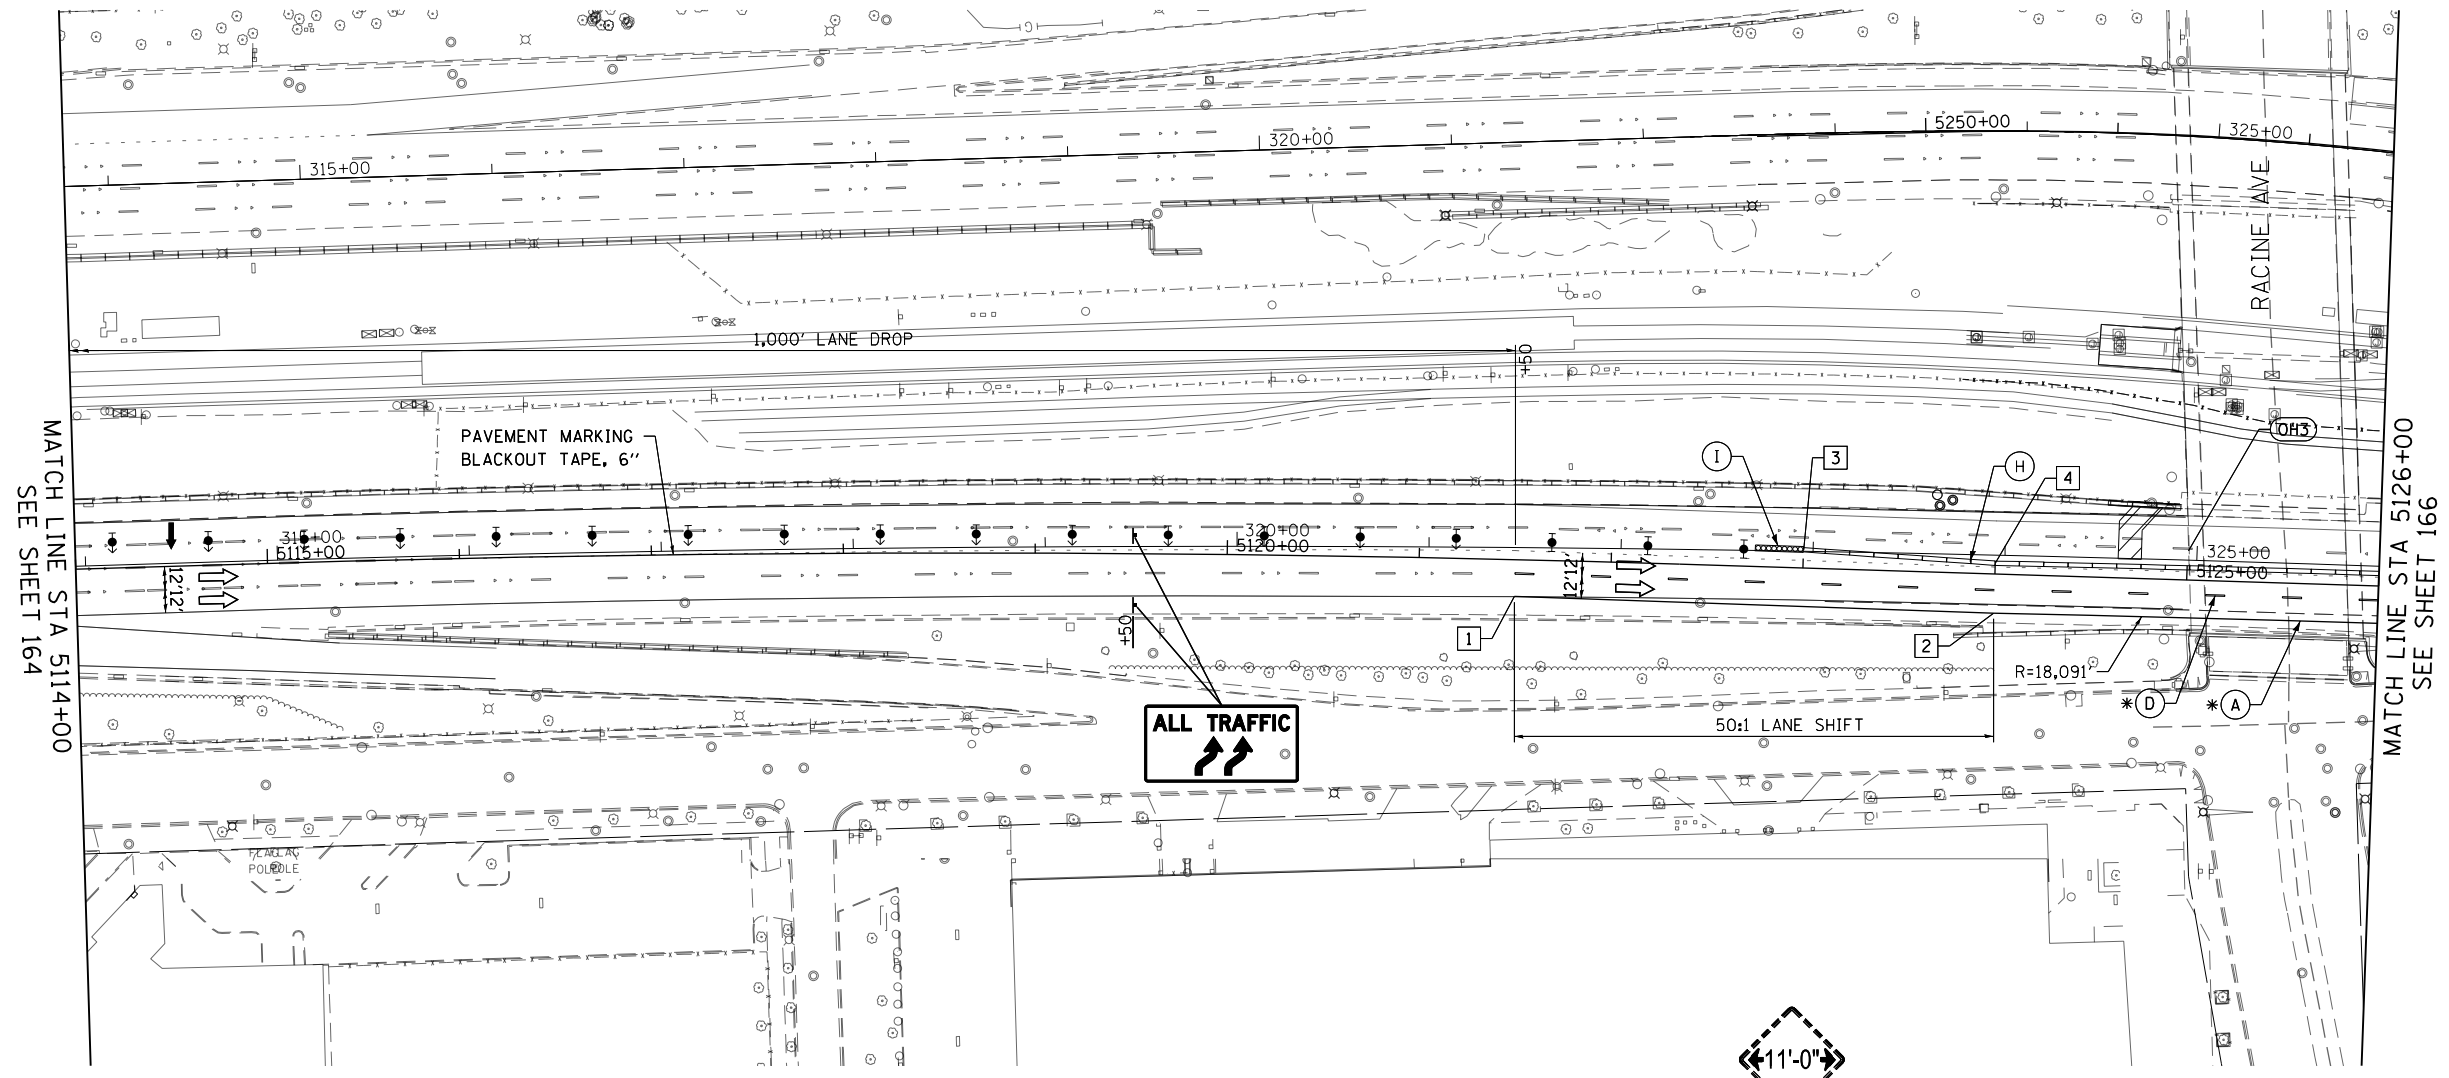 5250+00
325+00
320+00
315+00
RACINE AVE
1,000' LANE DROP
+50
OH3
PAVEMENT MARKING
BLACKOUT TAPE, 6"
I
3
H
4
MATCH LINE STA 5114+00
SEE SHEET 164
MATCH LINE STA 5126+00
SEE SHEET 166
315+00
5115+00
320+00
5120+00
325+00
5125+00
12' 12'
12' 12'
+50
1
2
R=18,091'
* D
* A
ALL TRAFFIC
50:1 LANE SHIFT
11'-0"